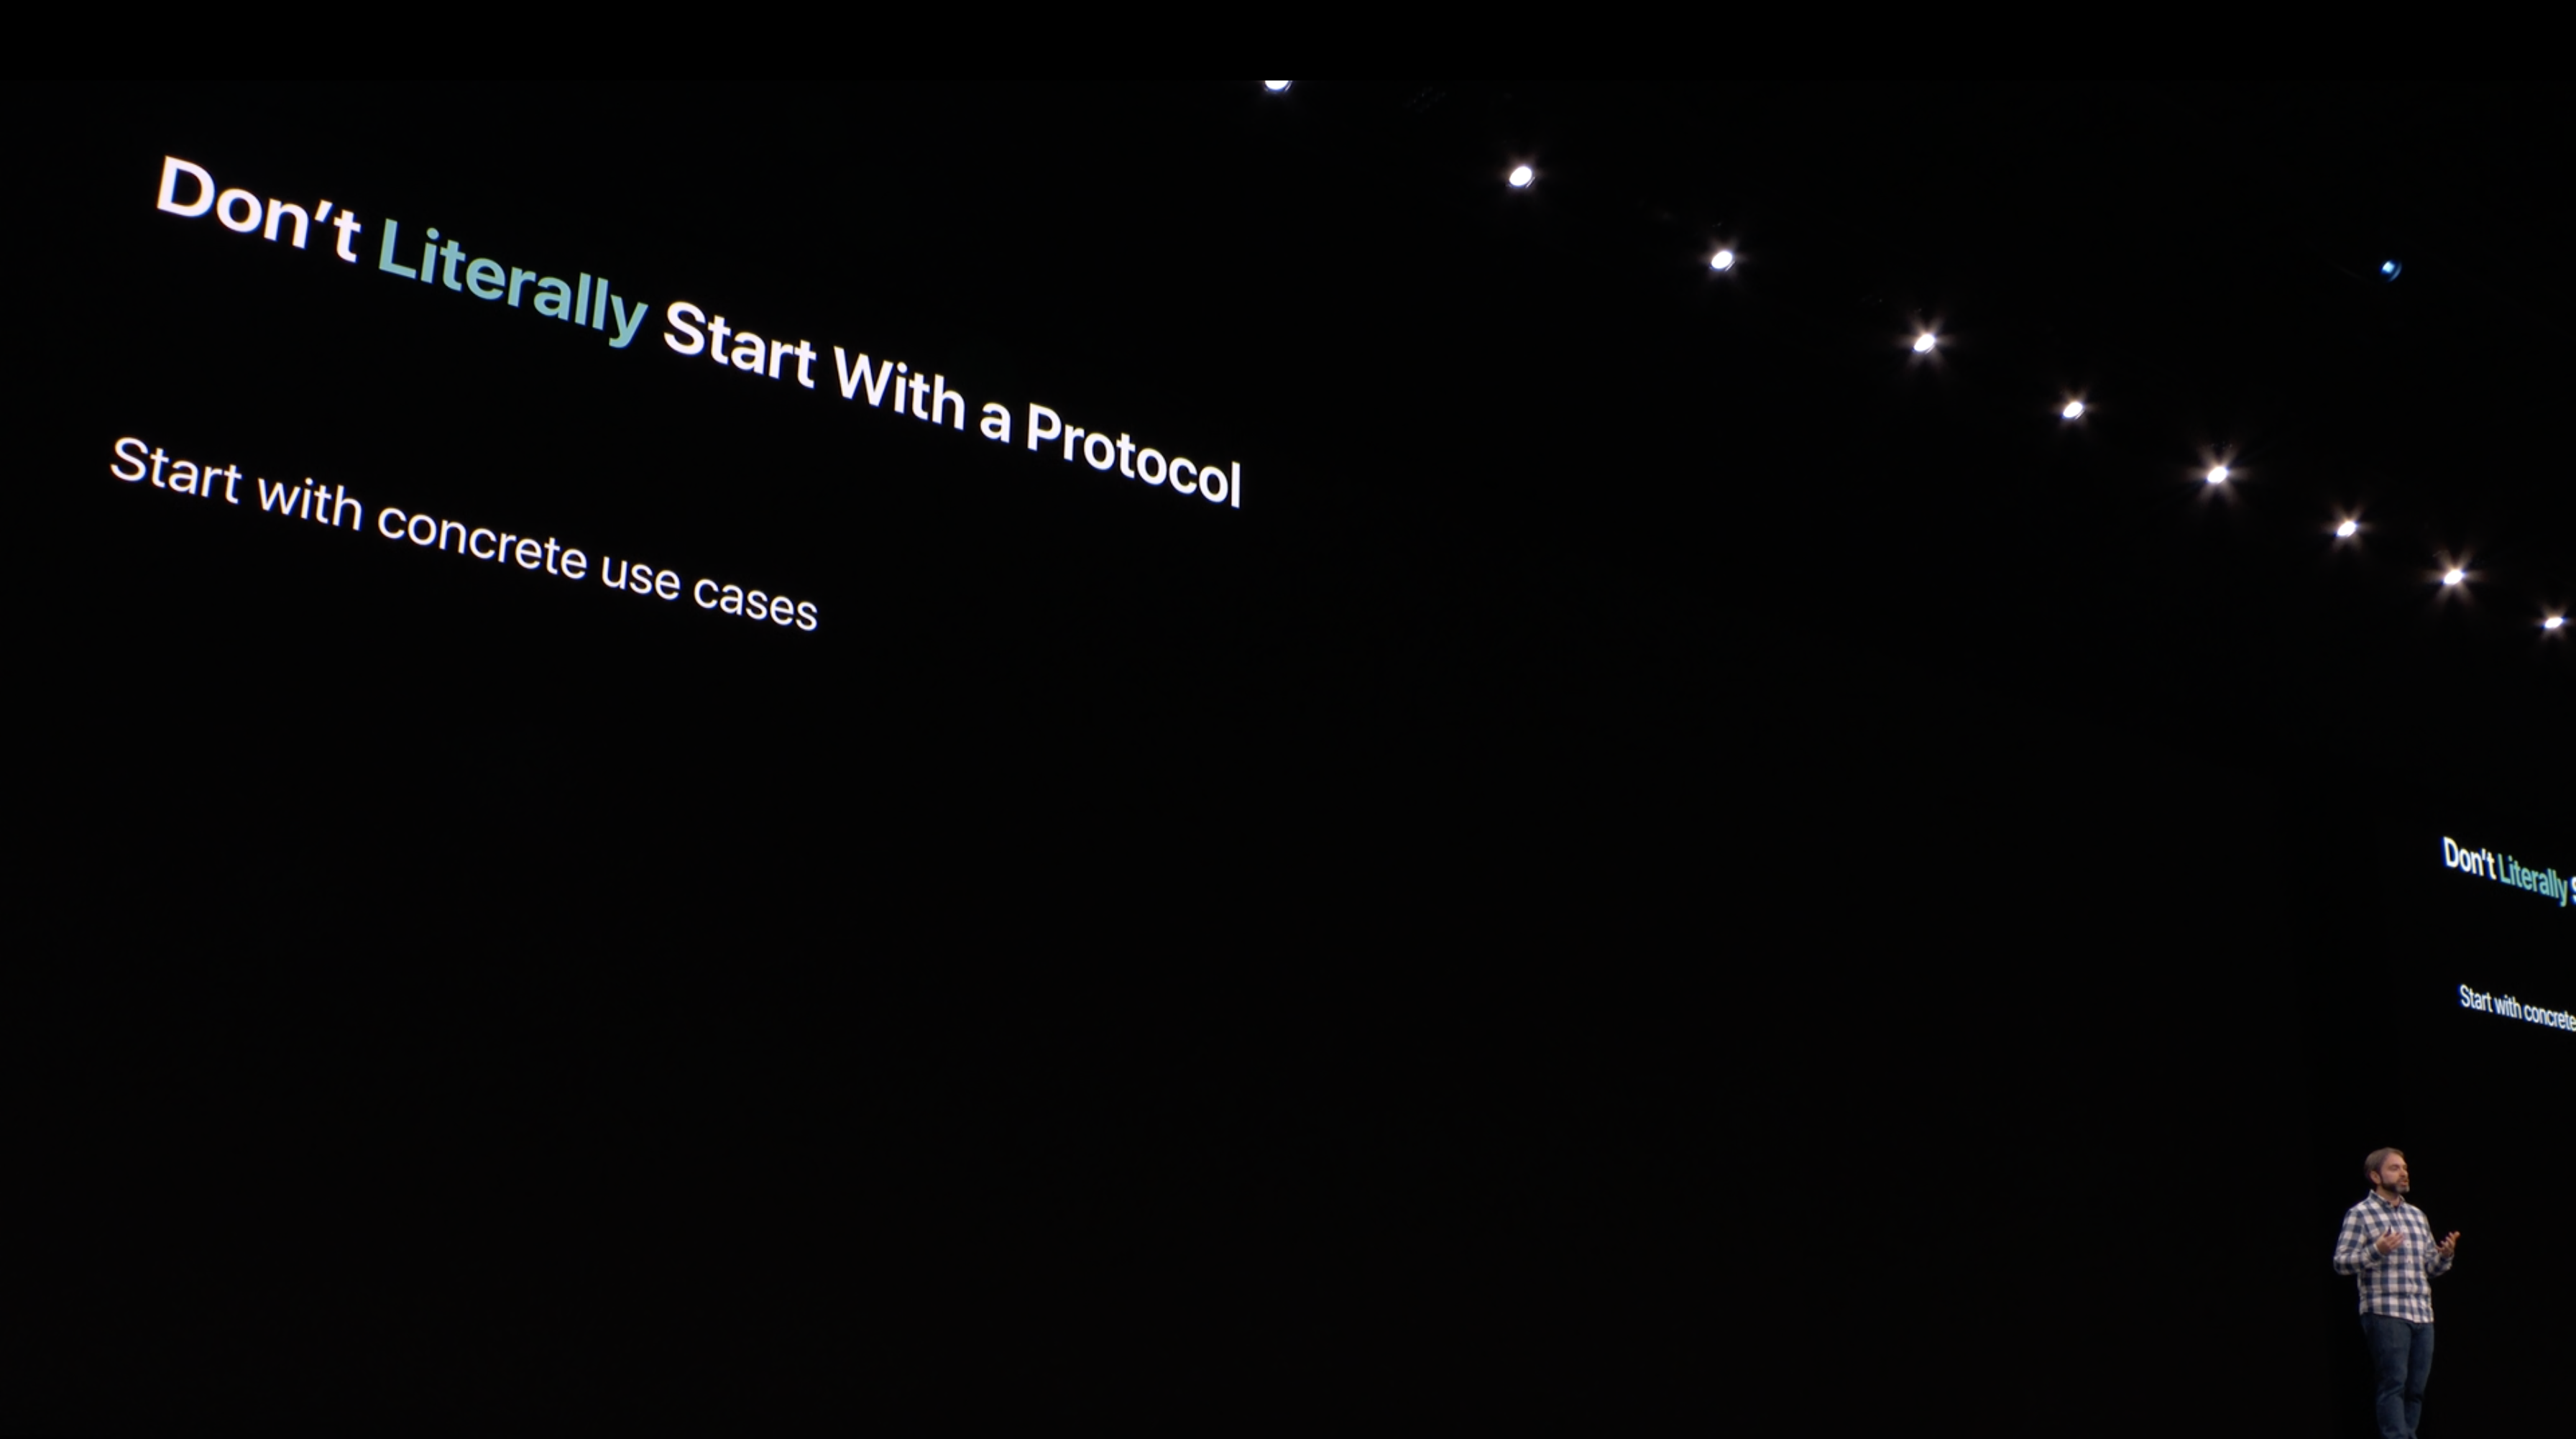 Don’t Literally Start With a Protocol
Start with concrete use cases
Don’t Literally S
Start with concrete